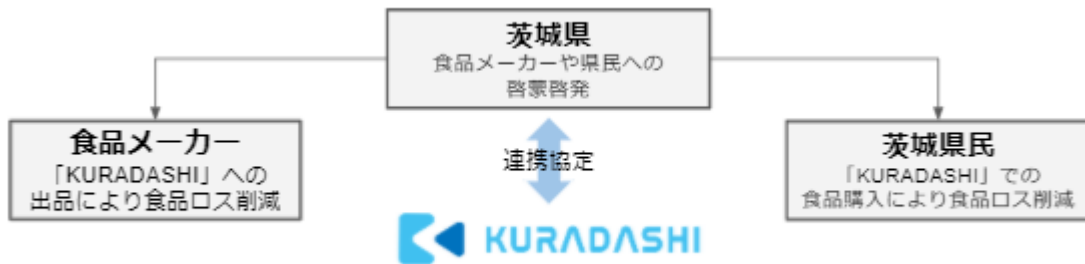 茨城県
食品メーカーや県民への
啓蒙啓発
食品メーカー
「KURADASHI」への
出品により食品ロス削減
連携協定
茨城県民
「KURADASHI」での
食品購入により食品ロス削減
KURADASHI